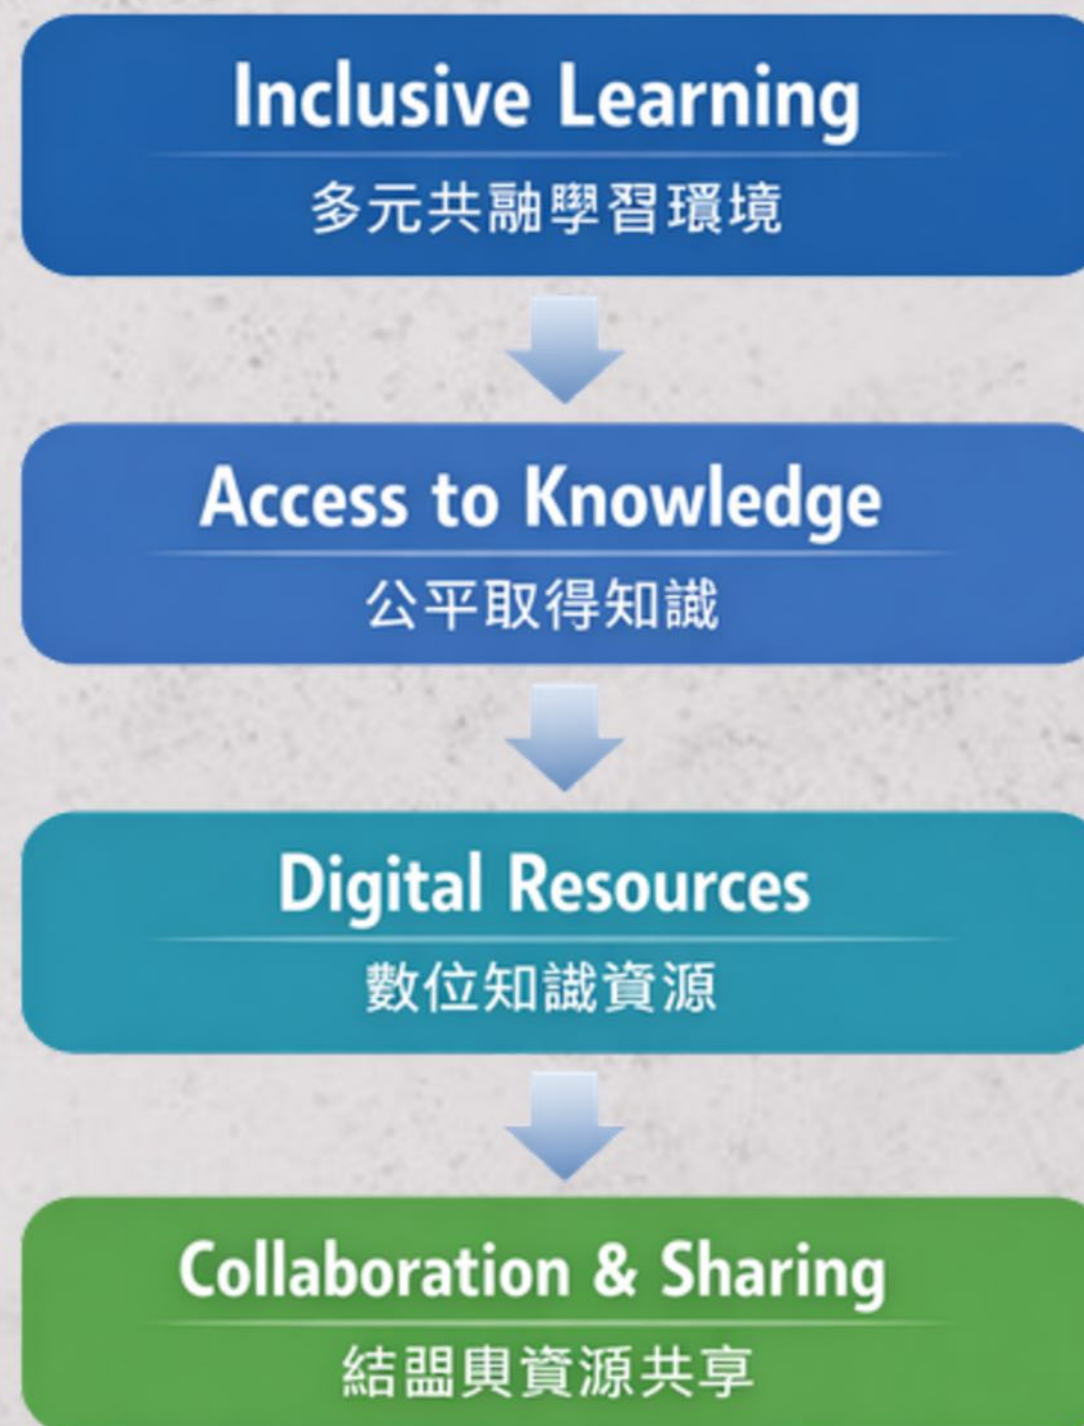 Inclusive Learning
多元共融學習環境
Access to Knowledge
公平取得知識
Digital Resources
數位知識資源
Collaboration & Sharing
結盟與資源共享